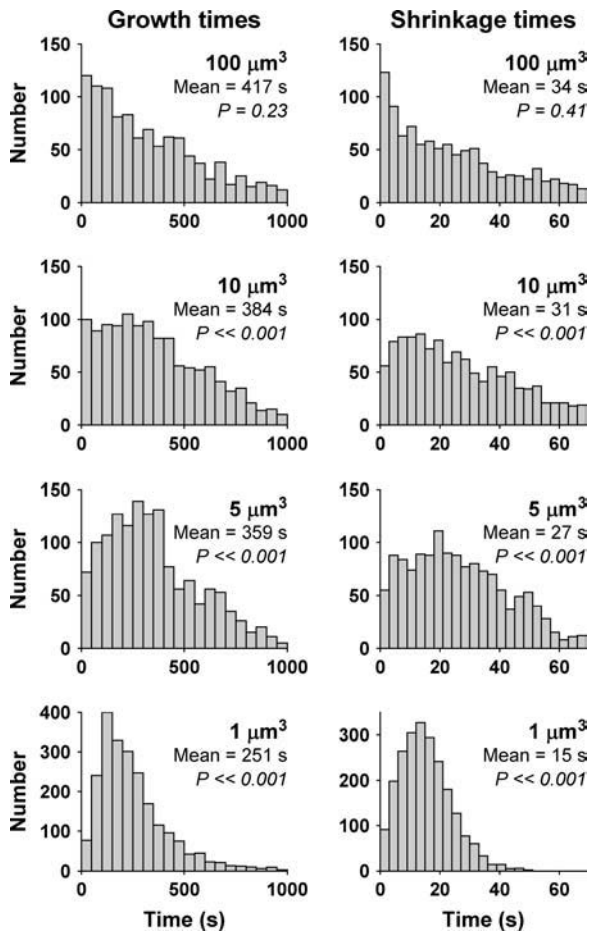 Growth times
Shrinkage times
150
100
50
0
Number
100 μm³
Mean = 417 s
P = 0.23
0 500 1000
100 μm³
Mean = 34 s
P = 0.41
150
100
50
0
0 20 40 60
150
100
50
0
Number
10 μm³
Mean = 384 s
P << 0.001
0 500 1000
10 μm³
Mean = 31 s
P << 0.001
150
100
50
0
0 20 40 60
150
100
50
0
Number
5 μm³
Mean = 359 s
P << 0.001
0 500 1000
5 μm³
Mean = 27 s
P << 0.001
150
100
50
0
0 20 40 60
400
300
200
100
0
Number
1 μm³
Mean = 251 s
P << 0.001
0 500 1000
Time (s)
1 μm³
Mean = 15 s
P << 0.001
300
200
100
0
0 20 40 60
Time (s)